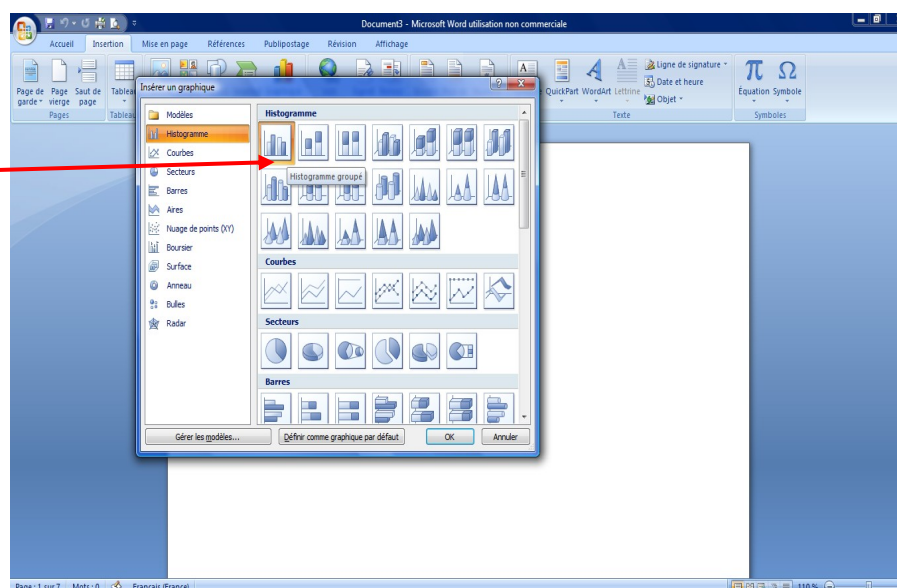 Document3 - Microsoft Word utilisation non commerciale
Accueil Insertion Mise en page Références Publipostage Révision Affichage
Page de garde Page vierge Saut de page
Pages
Tableau
Tableau
QuickPart WordArt Lettrine
Ligne de signature
Date et heure
Objet
Texte
Équation Symbole
Symboles
Insérer un graphique
Modèles
Histogramme
Courbes
Secteurs
Barres
Aires
Nuage de points (XY)
Boursier
Surface
Anneau
Bulles
Radar
Histogramme
Histogramme groupé
Courbes
Secteurs
Barres
Gérer les modèles...
Définir comme graphique par défaut
OK
Annuler
Page : 1 sur 7 Mots : 0 Français (France)
110 %